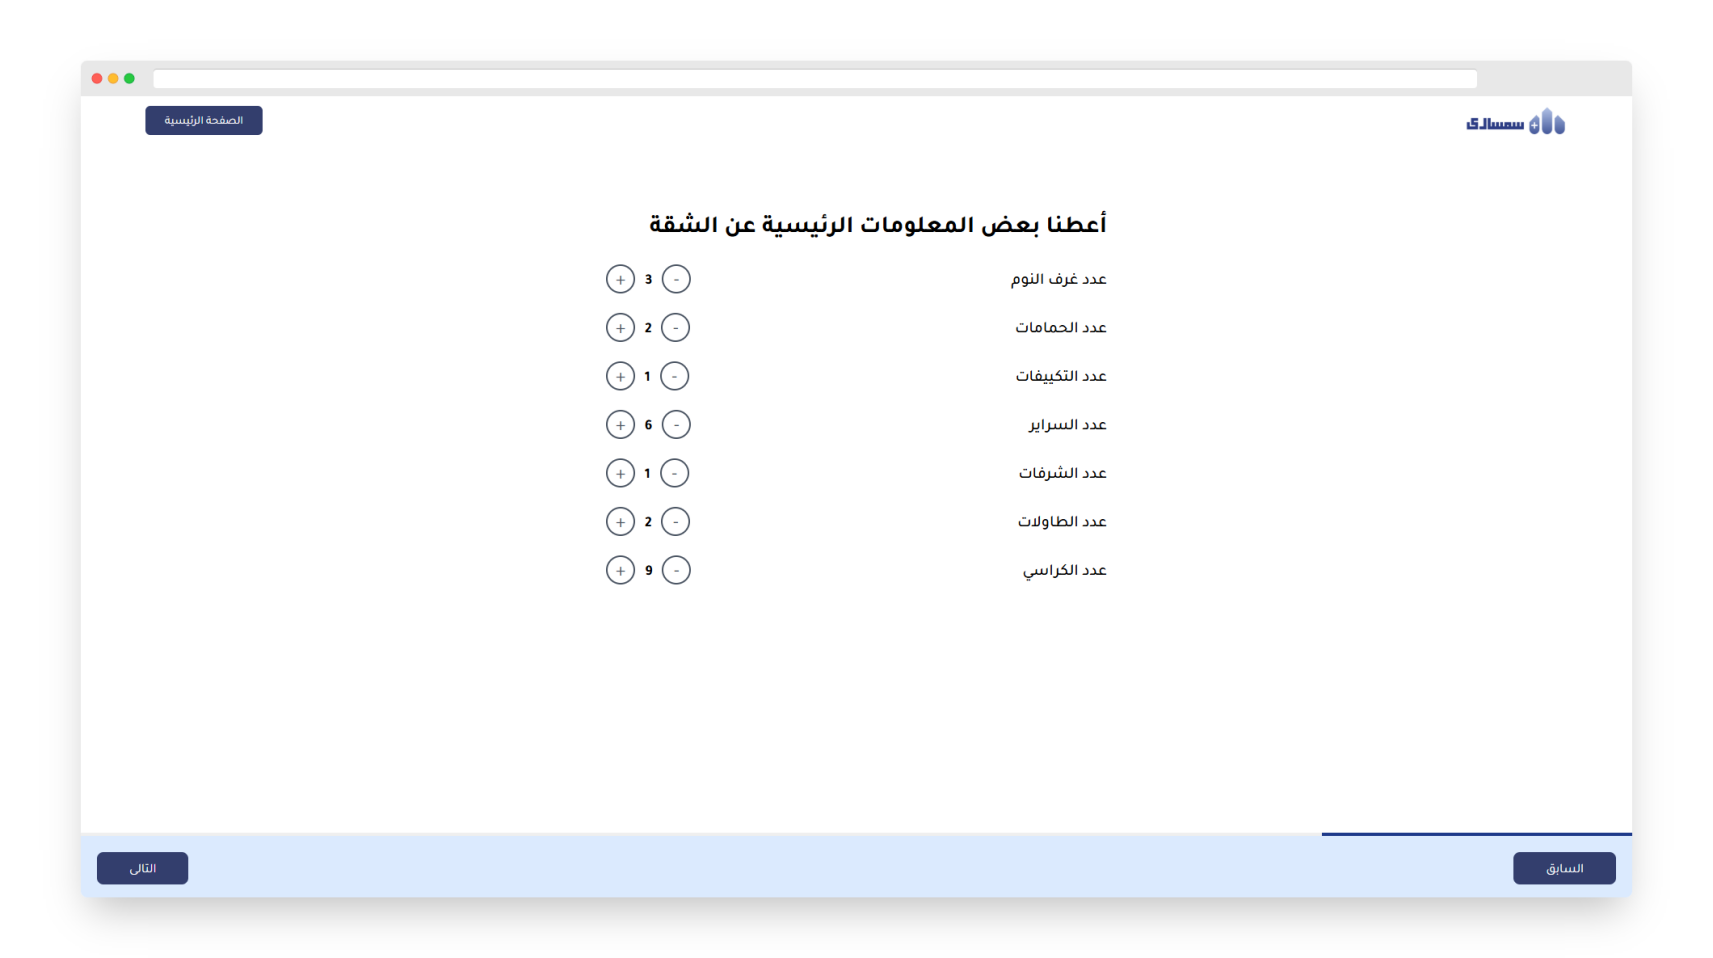 سمسارى
الصفحة الرئيسية
أعطنا بعض المعلومات الرئيسية عن الشقة
عدد غرف النوم - 3 +
عدد الحمامات - 2 +
عدد التكييفات - 1 +
عدد السراير - 6 +
عدد الشرفات - 1 +
عدد الطاولات - 2 +
عدد الكراسي - 9 +
السابق
التالى